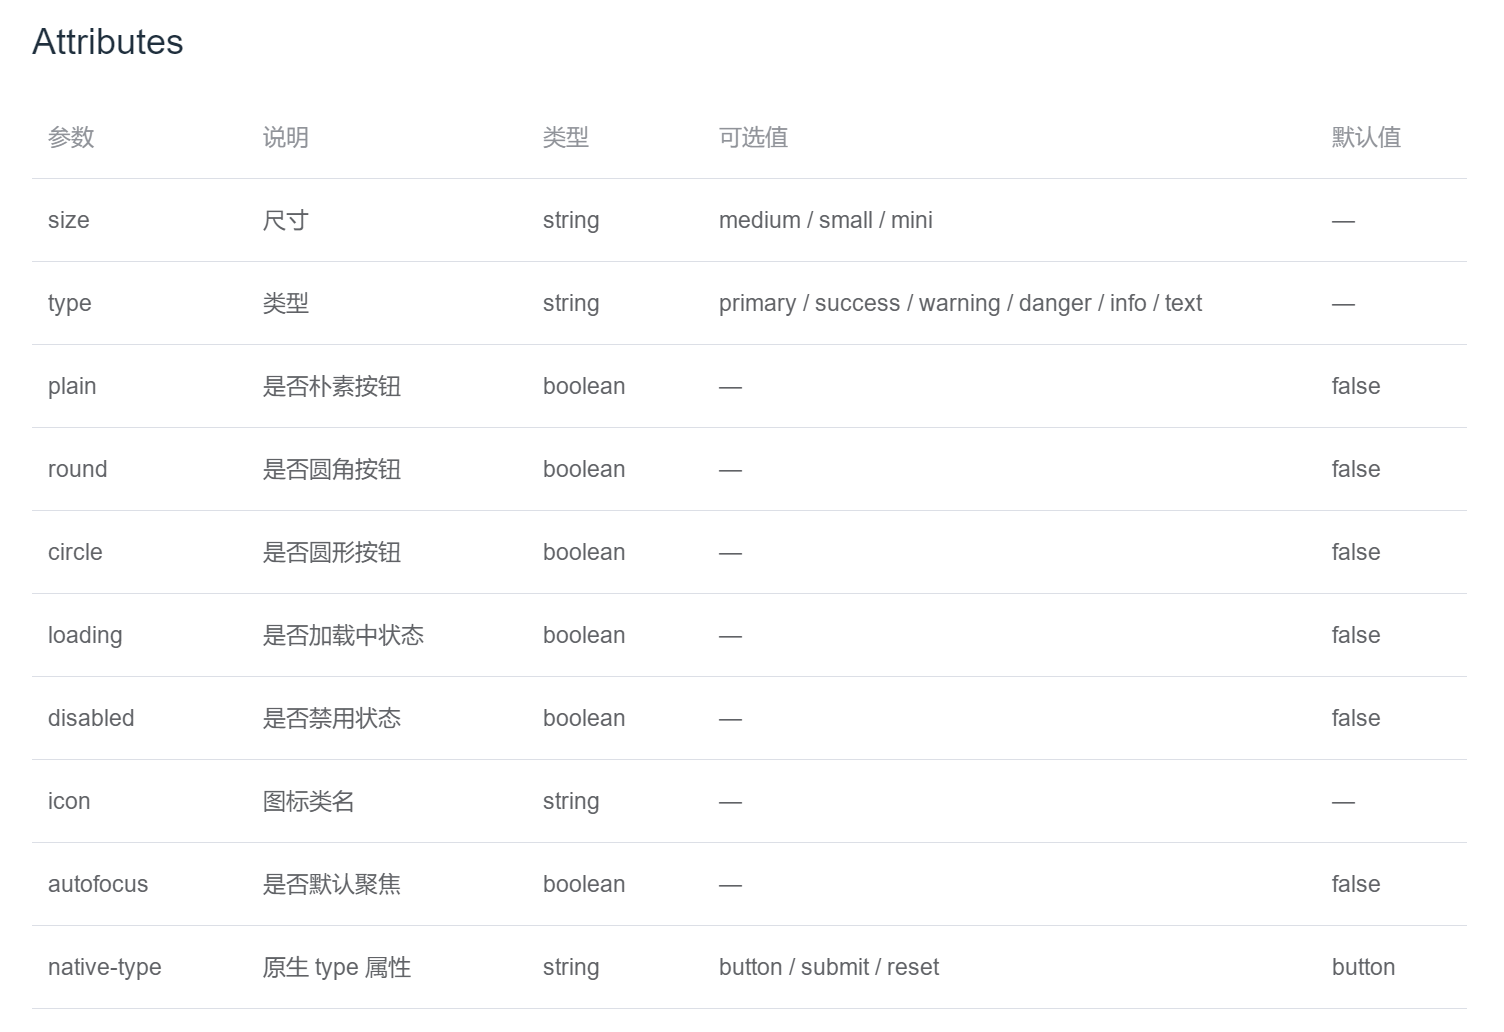 Attributes
参数 说明 类型 可选值 默认值
size 尺寸 string medium / small / mini —
type 类型 string primary / success / warning / danger / info / text —
plain 是否朴素按钮 boolean — false
round 是否圆角按钮 boolean — false
circle 是否圆形按钮 boolean — false
loading 是否加载中状态 boolean — false
disabled 是否禁用状态 boolean — false
icon 图标类名 string — —
autofocus 是否默认聚焦 boolean — false
native-type 原生 type 属性 string button / submit / reset button